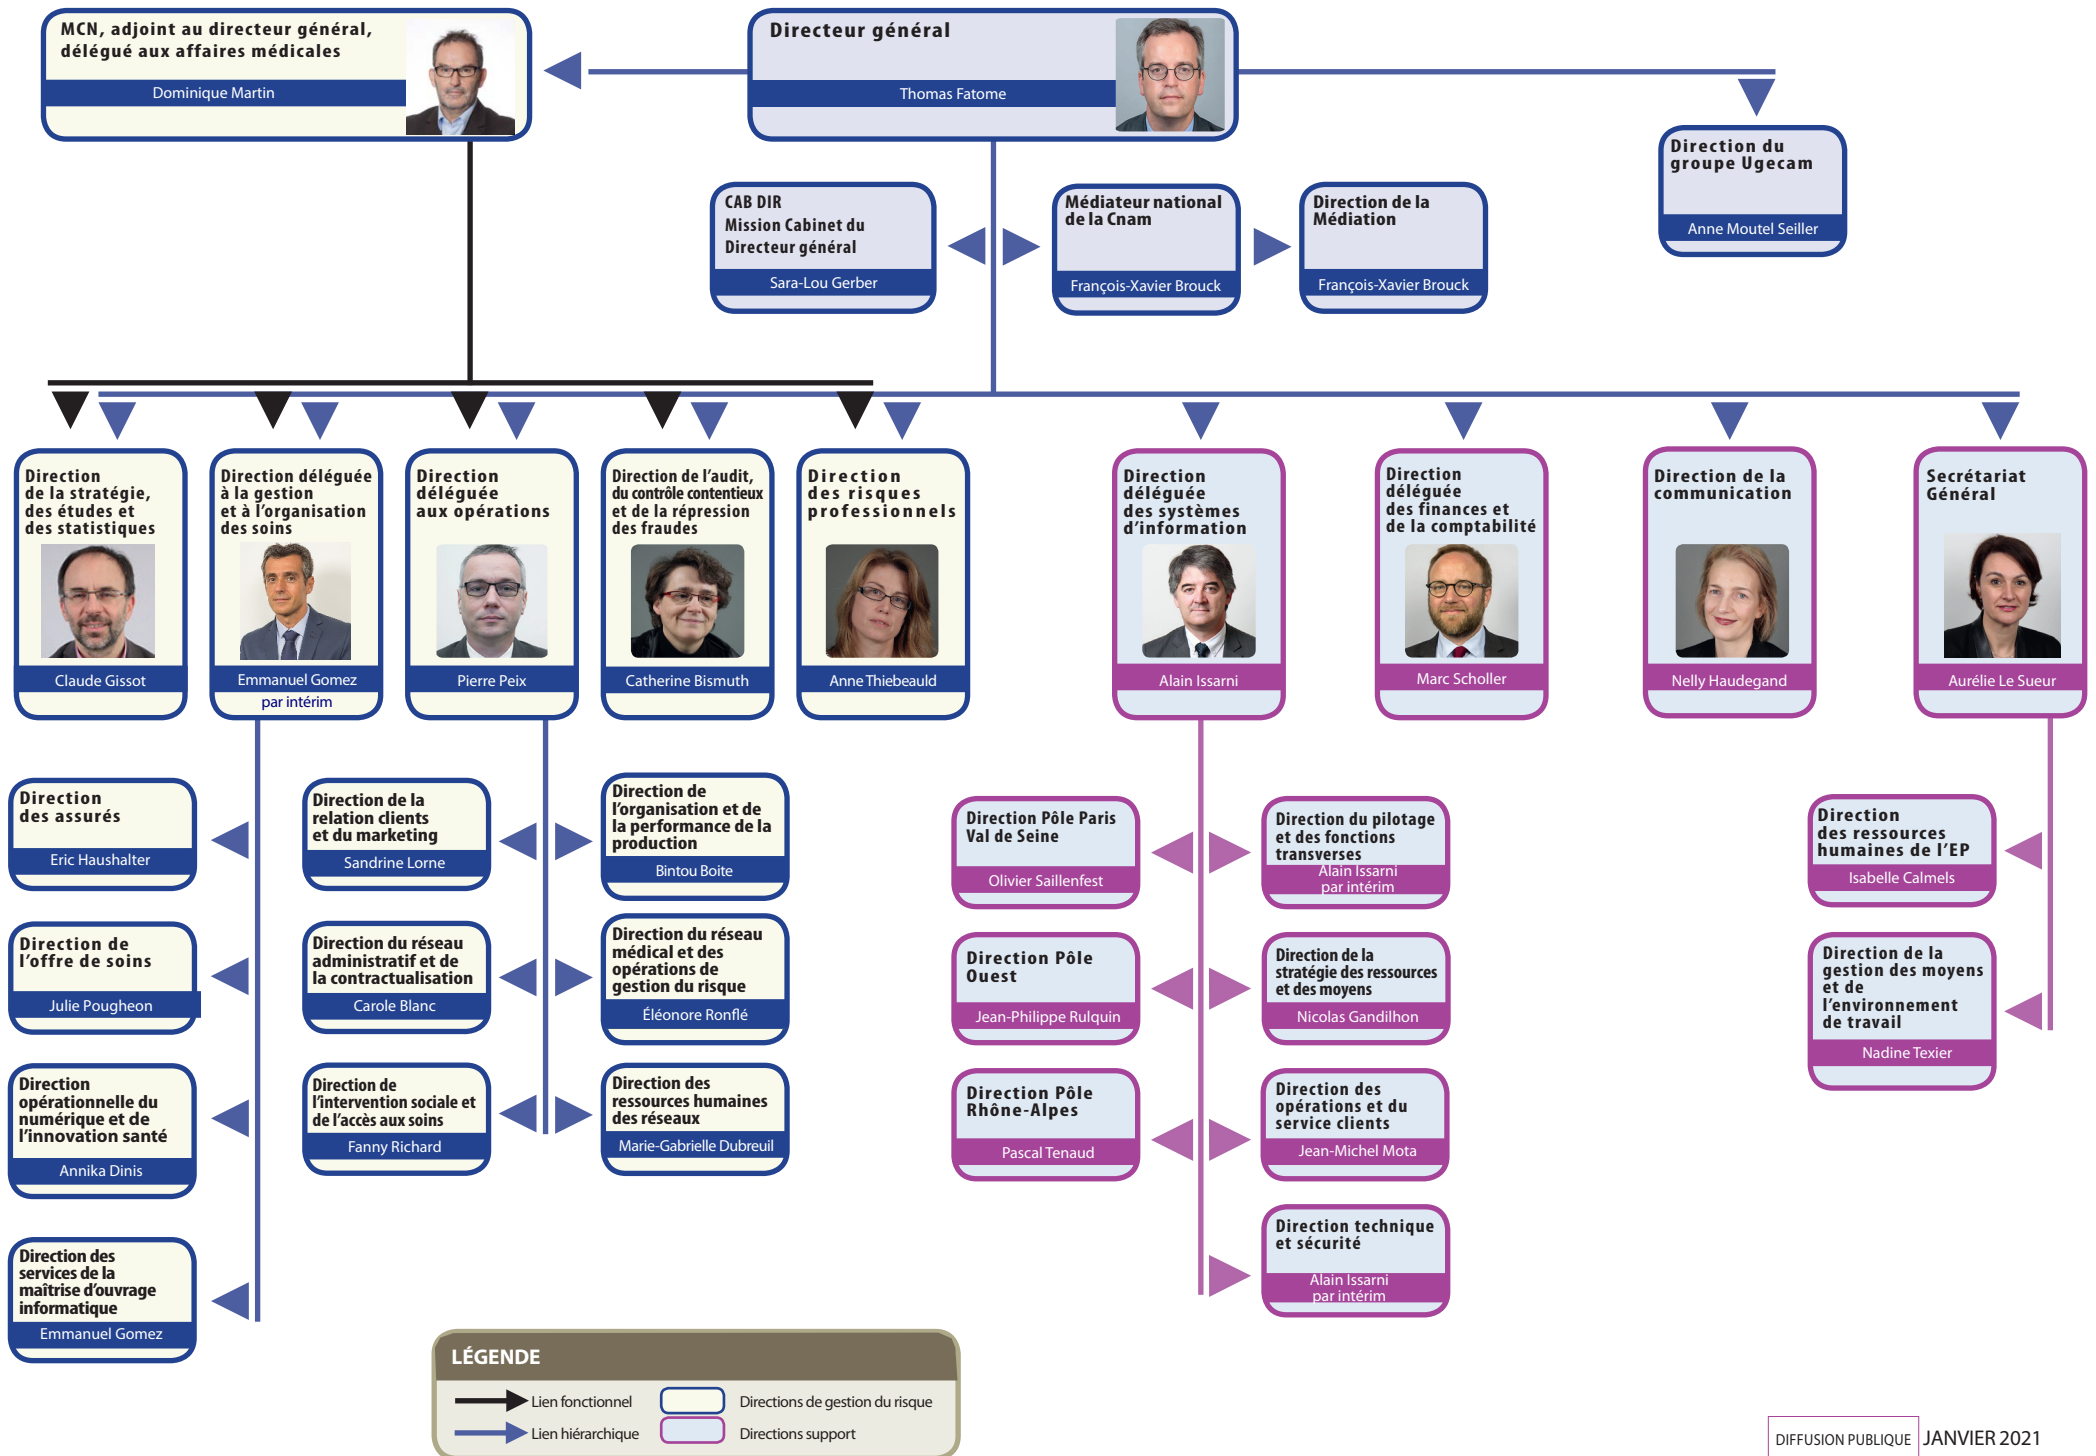 MCN, adjoint au directeur général,
délégué aux affaires médicales
Dominique Martin
Directeur général
Thomas Fatome
Direction du
groupe Ugecam
Anne Moutel Seiller
CAB DIR
Mission Cabinet du
Directeur général
Sara-Lou Gerber
Médiateur national
de la Cnam
François-Xavier Brouck
Direction de la
Médiation
François-Xavier Brouck
Direction
de la stratégie,
des études et
des statistiques
Claude Gissot
Direction déléguée
à la gestion
et à l'organisation
des soins
Emmanuel Gomez
par intérim
Direction
déléguée
aux opérations
Pierre Peix
Direction de l'audit,
du contrôle contentieux
et de la répression
des fraudes
Catherine Bismuth
Direction
des risques
professionnels
Anne Thiebeauld
Direction
déléguée
des systèmes
d'information
Alain Issarni
Direction
déléguée
des finances et
de la comptabilité
Marc Scholler
Direction de la
communication
Nelly Haudegand
Secrétariat
Général
Aurélie Le Sueur
Direction
des assurés
Eric Haushalter
Direction de
l'offre de soins
Julie Pougheon
Direction
opérationnelle du
numérique et de
l'innovation santé
Annika Dinis
Direction des
services de la
maîtrise d'ouvrage
informatique
Emmanuel Gomez
Direction de la
relation clients
et du marketing
Sandrine Lorne
Direction du réseau
administratif et de
la contractualisation
Carole Blanc
Direction de
l'intervention sociale et
de l'accès aux soins
Fanny Richard
Direction de
l'organisation et de
la performance de la
production
Bintou Boite
Direction du réseau
médical et des
opérations de
gestion du risque
Éléonore Ronflé
Direction des
ressources humaines
des réseaux
Marie-Gabrielle Dubreuil
Direction Pôle Paris
Val de Seine
Olivier Saillenfest
Direction Pôle
Ouest
Jean-Philippe Rulquin
Direction Pôle
Rhône-Alpes
Pascal Tenaud
Direction du pilotage
et des fonctions
transverses
Alain Issarni
par intérim
Direction de la
stratégie des ressources
et des moyens
Nicolas Gandilhon
Direction des
opérations et du
service clients
Jean-Michel Mota
Direction technique
et sécurité
Alain Issarni
par intérim
Direction
des ressources
humaines de l'EP
Isabelle Calmels
Direction de la
gestion des moyens
et de
l'environnement
de travail
Nadine Texier
LÉGENDE
Lien fonctionnel
Directions de gestion du risque
Lien hiérarchique
Directions support
DIFFUSION PUBLIQUE JANVIER 2021